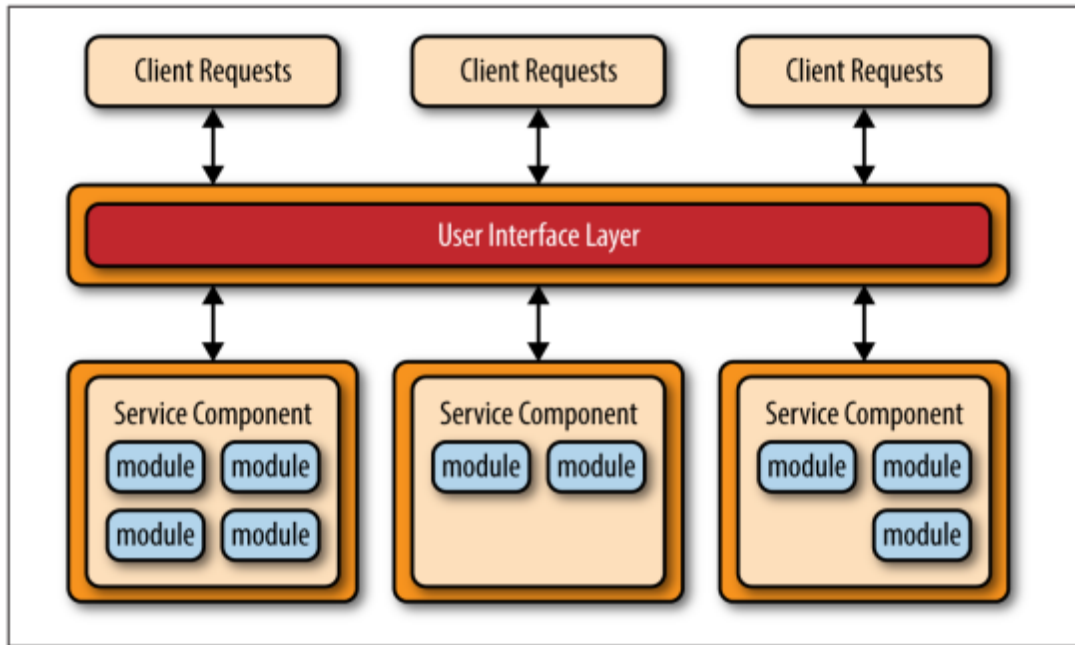 Client Requests
Client Requests
Client Requests
User Interface Layer
Service Component
module module
module module
Service Component
module module
Service Component
module module
module